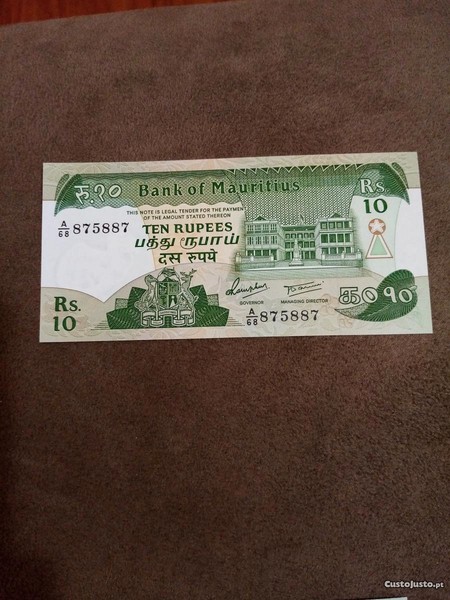 रु.१०
Bank of Mauritius
Rs.
10
A/68 875887
THIS NOTE IS LEGAL TENDER FOR THE PAYMENT
OF THE AMOUNT STATED THEREON
TEN RUPEES
பத்து ரூபாய்
दस रुपये
Rs.
10
GOVERNOR
MANAGING DIRECTOR
A/68 875887
CustoJusto.pt